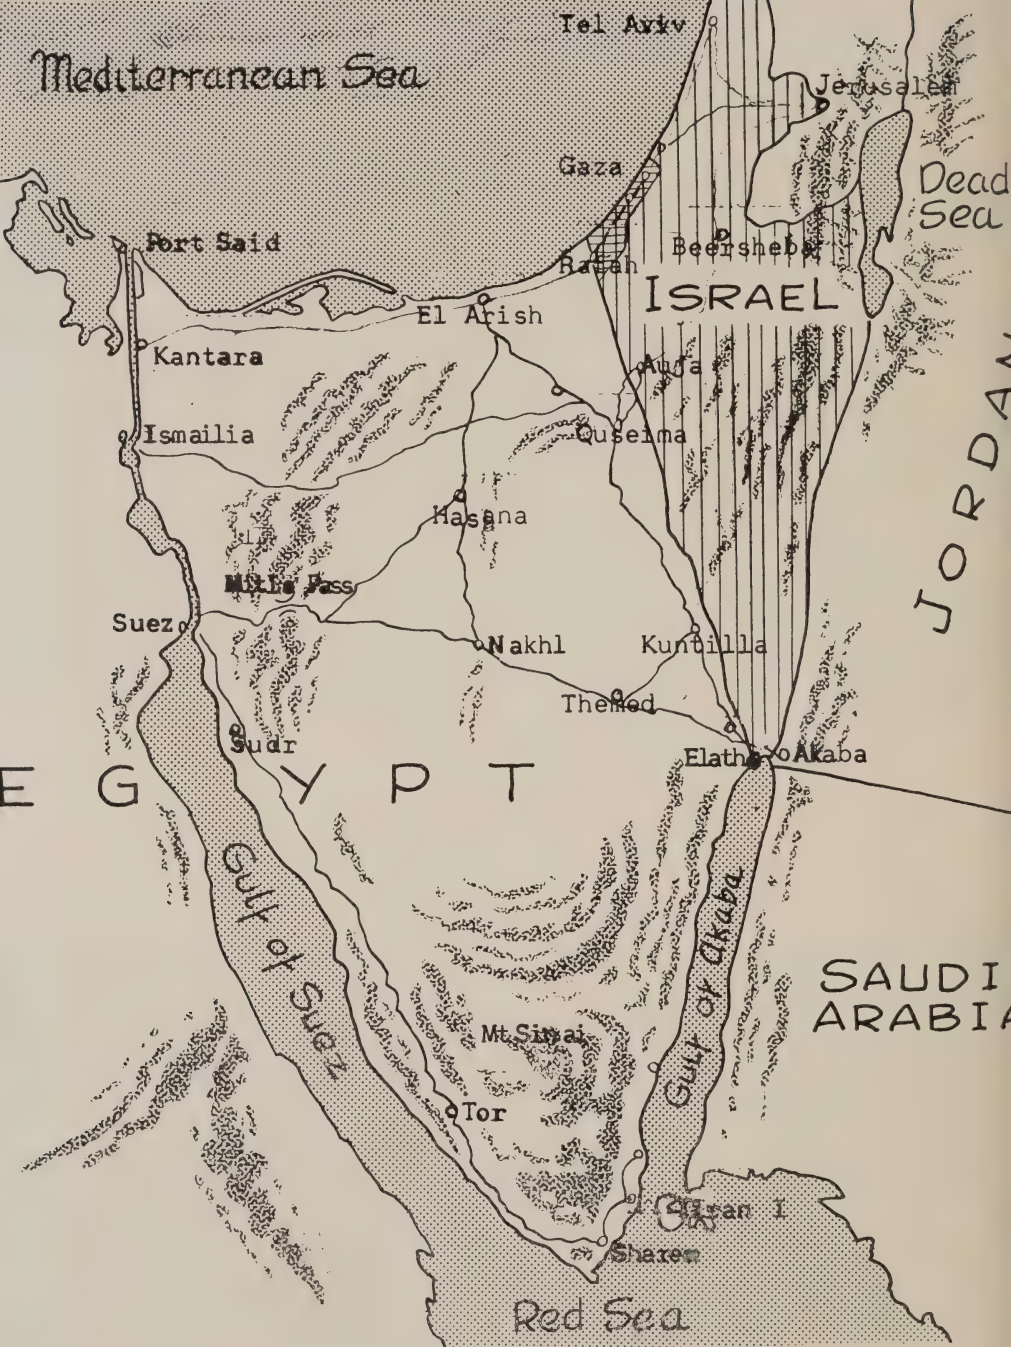 Tel Aviv
Mediterranean Sea
Jerusalem
Gaza
Dead
Sea
Port Said
Beersheba
Rafah
ISRAEL
El Arish
Kantara
Auja
JORDAN
Ismailia
Quseima
Hasana
Mitla Pass
Suez
Nakhl
Kuntilla
Themed
Sudr
Elath
Akaba
EGYPT
Gulf of Suez
Gulf of Akaba
SAUDI
ARABIA
Mt Sinai
Tor
Tiran I
Sharem
Red Sea